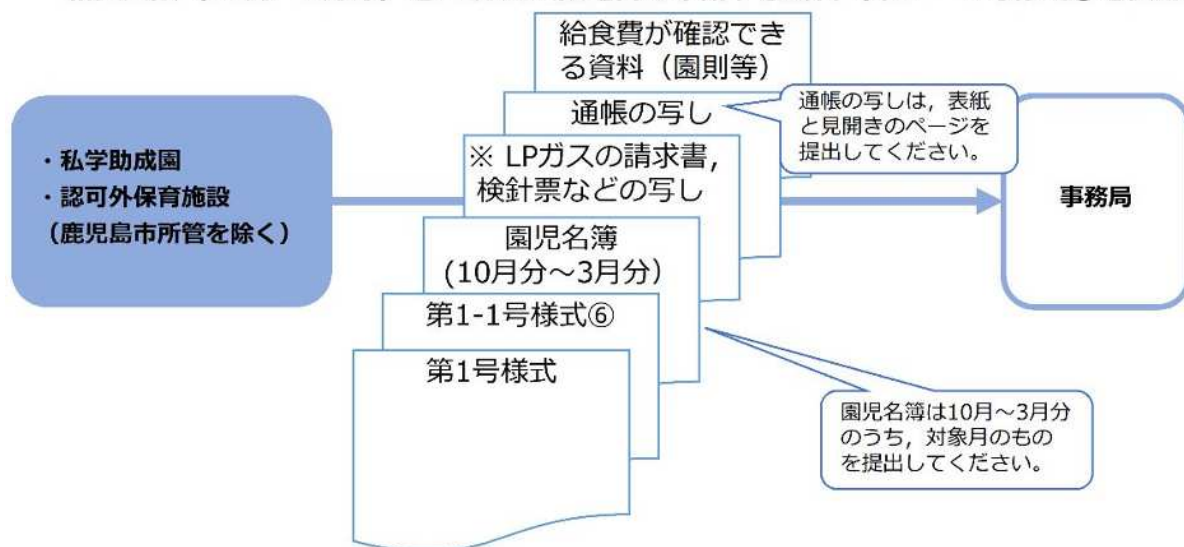 給食費が確認でき
る資料（園則等）
通帳の写し
通帳の写しは，表紙
と見開きのページを
提出してください。
・私学助成園
・認可外保育施設
（鹿児島市所管を除く）
※ LPガスの請求書，
検針票などの写し
事務局
園児名簿
(10月分～3月分）
第1-1号様式⑥
第1号様式
園児名簿は10月～3月分
のうち，対象月のもの
を提出してください。